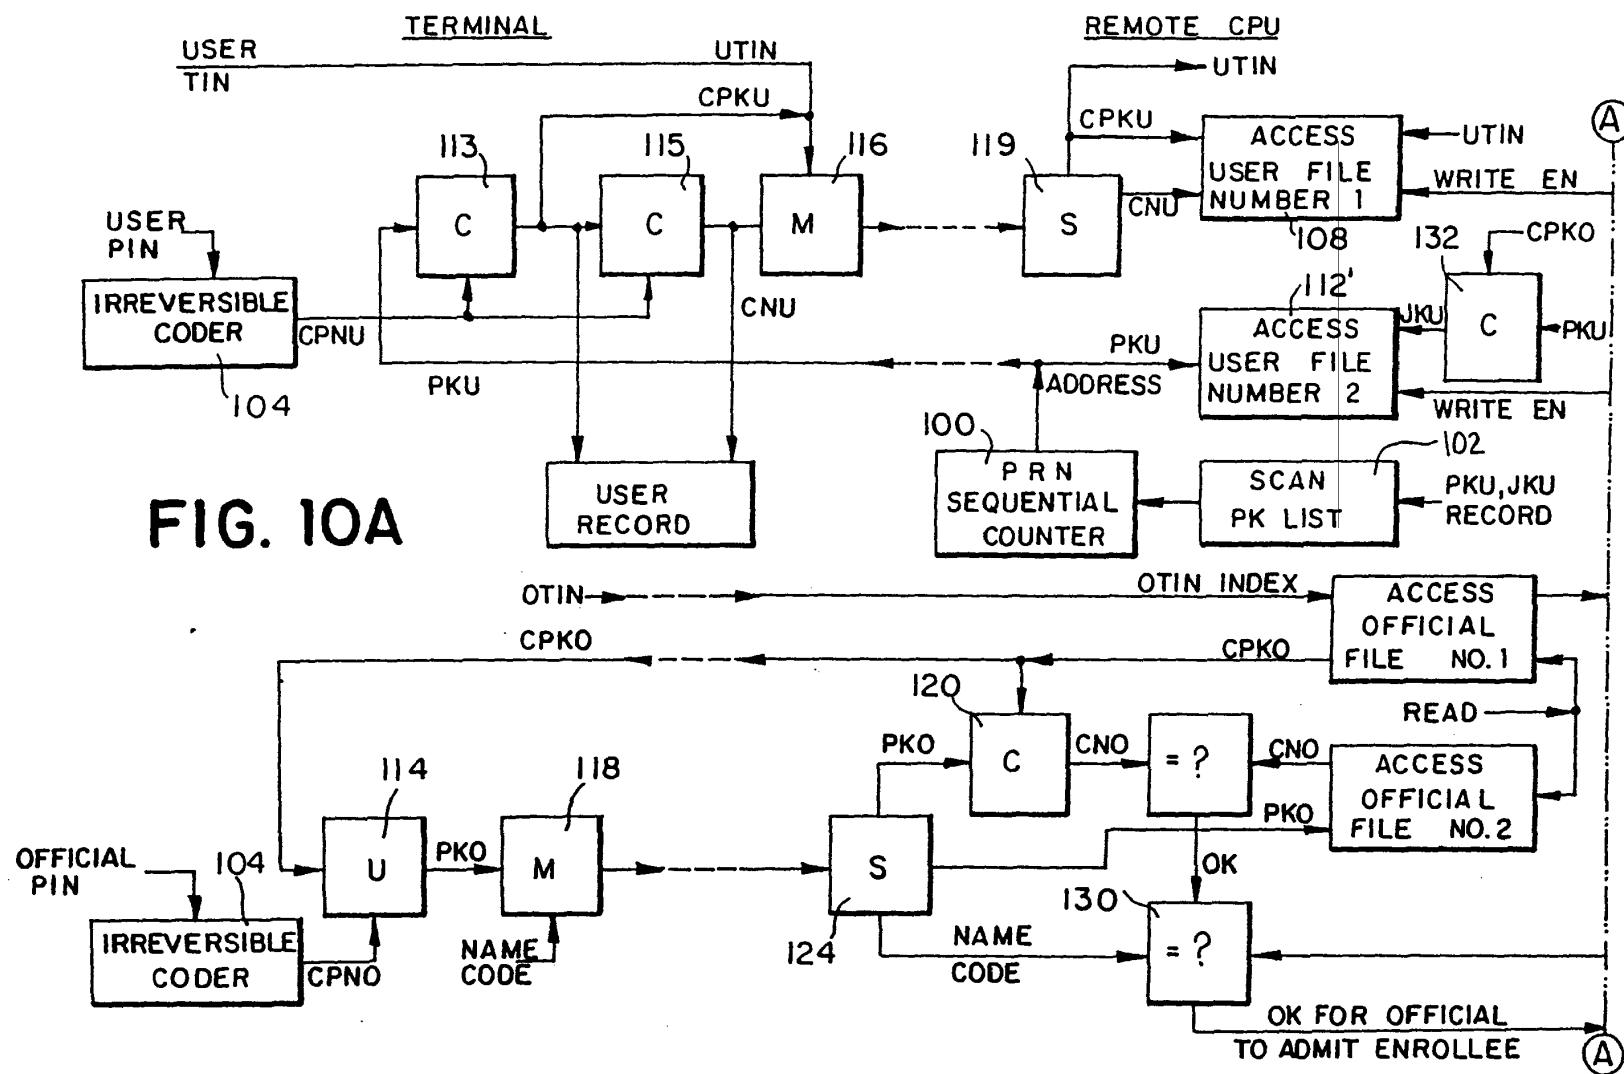 TERMINAL
REMOTE CPU
USER
TIN
UTIN
UTIN
CPKU
CPKU
113
115
116
119
ACCESS
USER FILE
NUMBER 1
108
UTIN
WRITE EN
A
C
C
M
S
CNU
USER
PIN
132
CPKO
112'
IRREVERSIBLE
CODER
CPNU
CNU
ACCESS
USER FILE
NUMBER 2
JKU
C
PKU
PKU
PKU
ADDRESS
104
WRITE EN
100
102
PRN
SEQUENTIAL
COUNTER
SCAN
PK LIST
PKU, JKU
RECORD
USER
RECORD
FIG. 10A
OTIN
OTIN INDEX
ACCESS
OFFICIAL
FILE NO. 1
CPKO
CPKO
120
READ
PKO
C
CNO
= ?
CNO
ACCESS
OFFICIAL
FILE NO. 2
114
118
PKO
OFFICIAL
PIN
104
U
PKO
M
S
OK
130
IRREVERSIBLE
CODER
CPNO
NAME
CODE
124
NAME
CODE
= ?
OK FOR OFFICIAL
TO ADMIT ENROLLEE
A